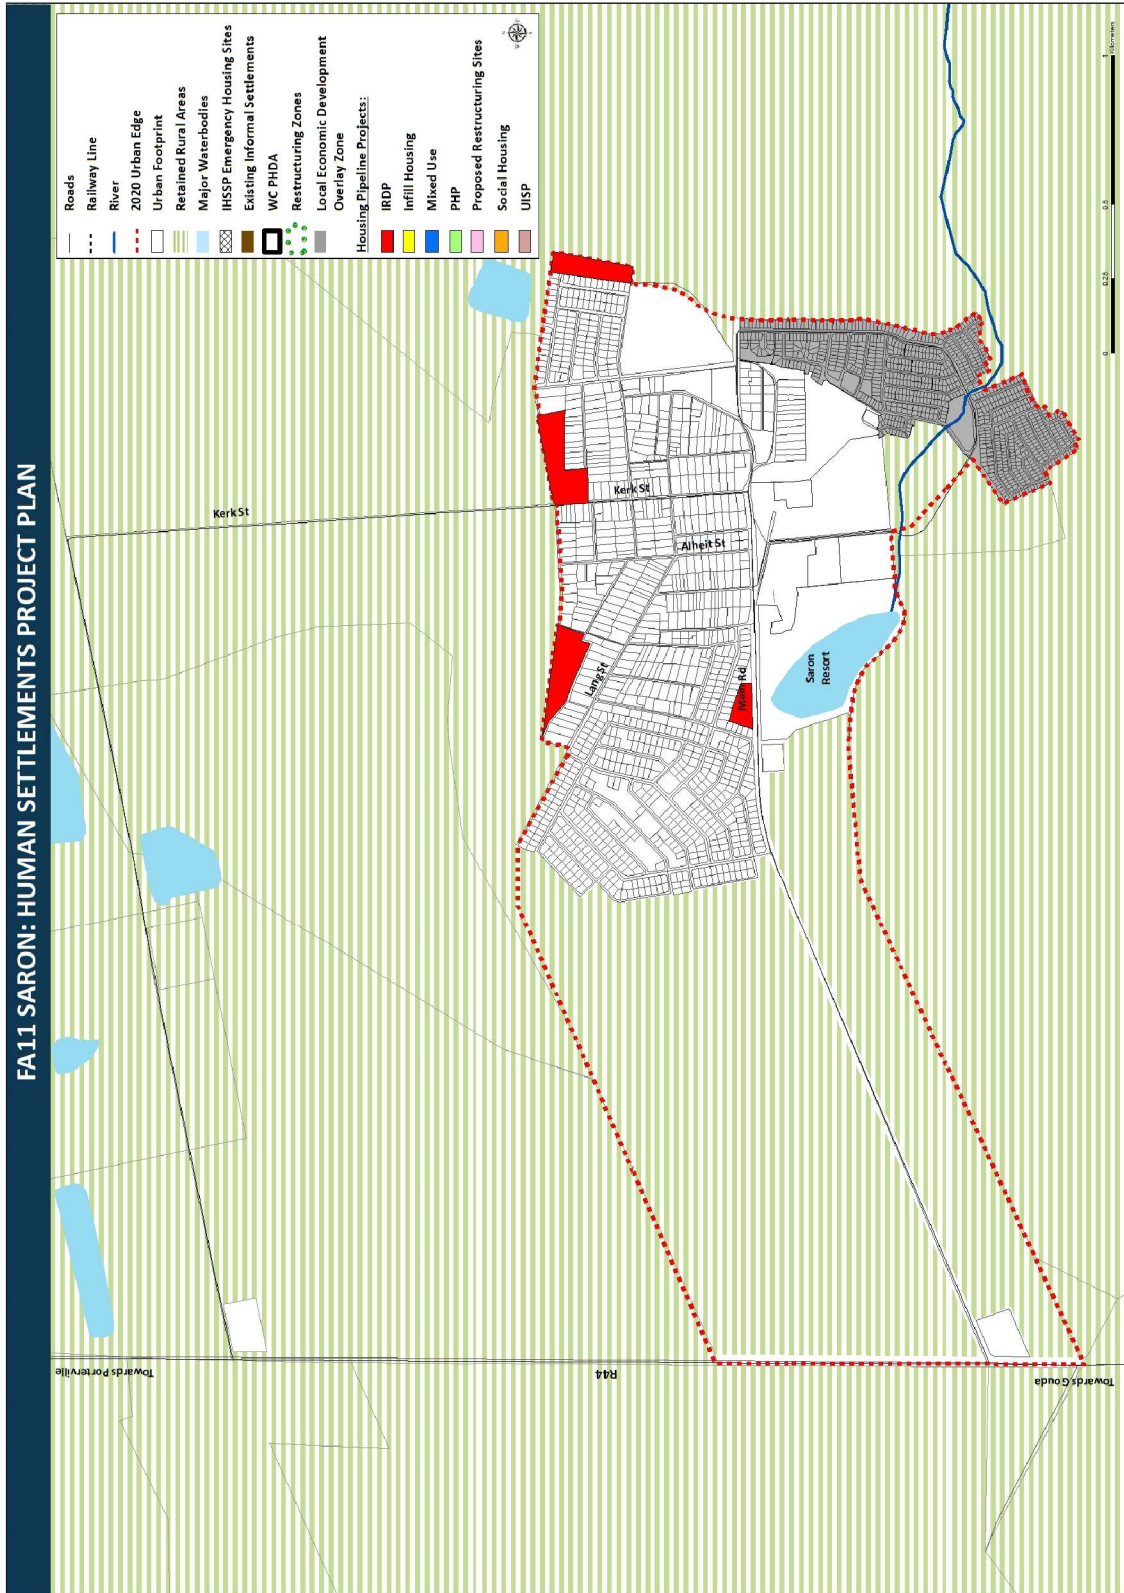 FA11 SARON: HUMAN SETTLEMENTS PROJECT PLAN
Roads
Railway Line
River
2020 Urban Edge
Urban Footprint
Retained Rural Areas
Major Waterbodies
IHSSP Emergency Housing Sites
Existing Informal Settlements
WC PHDA
Restructuring Zones
Local Economic Development
Overlay Zone
Housing Pipeline Projects:
IRDP
Infill Housing
Mixed Use
PHP
Proposed Restructuring Sites
Social Housing
UISP
Towards Porterville
R44
Towards Gouda
Kerk St
Kerk St
Alheit St
Lang St
Main Rd
Saron
Resort
0
0.25
0.5
1
Kilometers